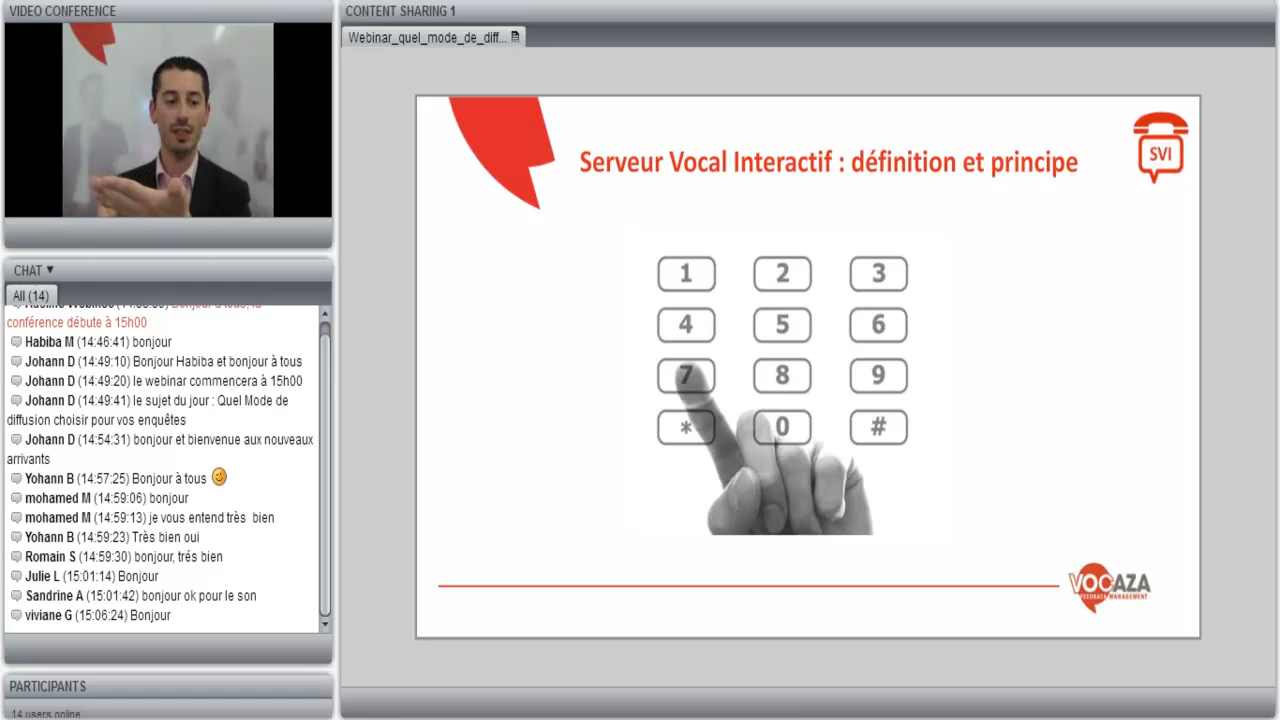 VIDEO CONFERENCE
CHAT
All (14)
conférence débute à 15h00
Habiba M (14:46:41) bonjour
Johann D (14:49:10) Bonjour Habiba et bonjour à tous
Johann D (14:49:20) le webinar commencera à 15h00
Johann D (14:49:41) le sujet du jour : Quel Mode de
diffusion choisir pour vos enquêtes
Johann D (14:54:31) bonjour et bienvenue aux nouveaux
arrivants
Yohann B (14:57:25) Bonjour à tous
mohamed M (14:59:06) bonjour
mohamed M (14:59:13) je vous entend très bien
Yohann B (14:59:23) Très bien oui
Romain S (14:59:30) bonjour, trés bien
Julie L (15:01:14) Bonjour
Sandrine A (15:01:42) bonjour ok pour le son
viviane G (15:06:24) Bonjour
PARTICIPANTS
14 users online
CONTENT SHARING 1
Webinar_quel_mode_de_diff...
Serveur Vocal Interactif : définition et principe
SVI
1 2 3
4 5 6
7 8 9
* 0 #
VOCAZA
FEEDBACK MANAGEMENT